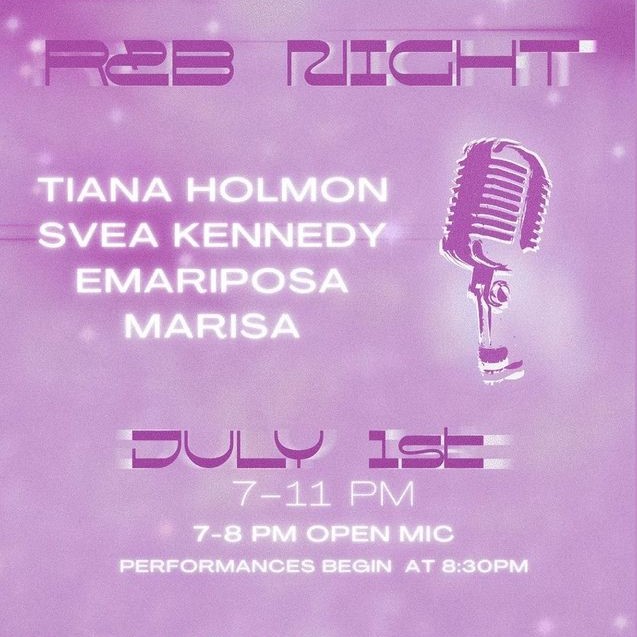 R&B NIGHT
TIANA HOLMON
SVEA KENNEDY
EMARIPOSA
MARISA
JULY 1st
7-11 PM
7-8 PM OPEN MIC
PERFORMANCES BEGIN AT 8:30PM